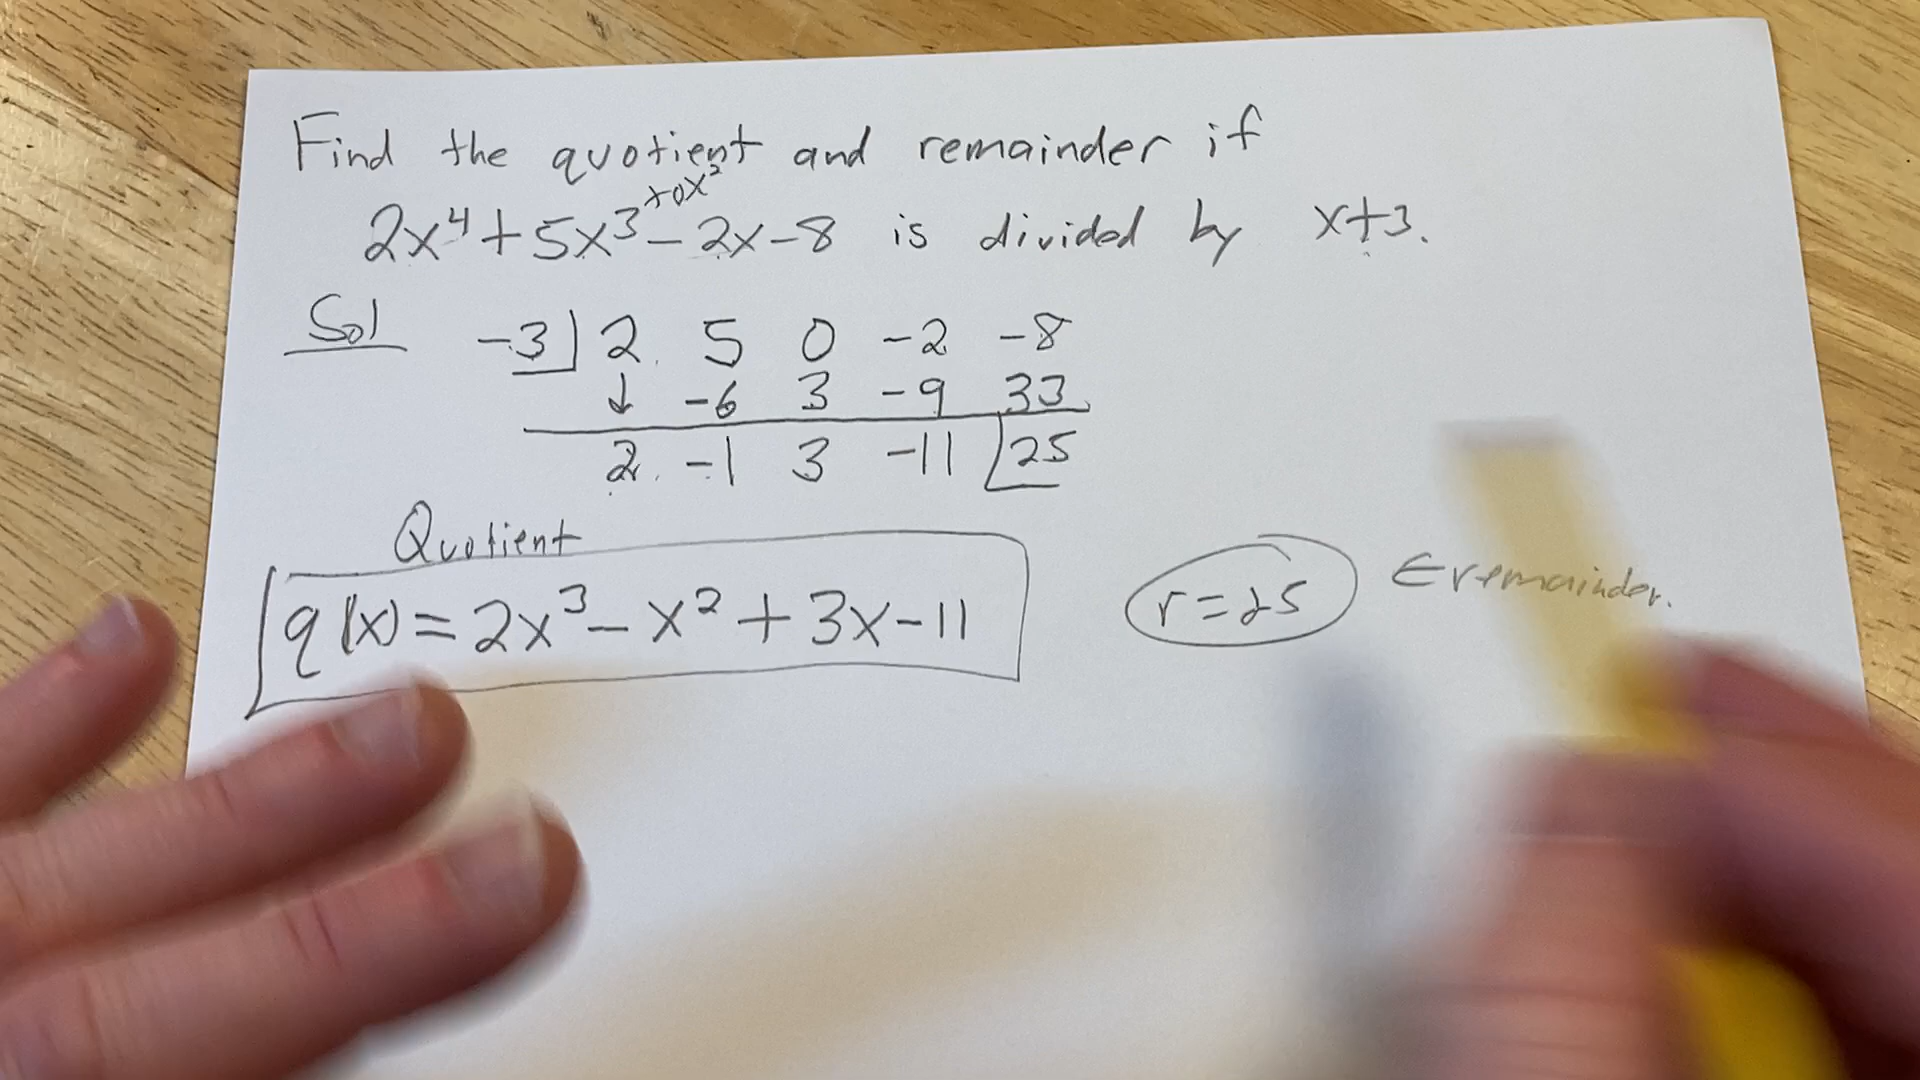 Find the quotient and remainder if
+0x²
2x⁴+5x³-2x-8 is divided by x+3.
Sol -3 2 5 0 -2 -8
↓ -6 3 -9 33
2 -1 3 -11 25
Quotient
q(x)=2x³-x²+3x-11 r=25 ←remainder.